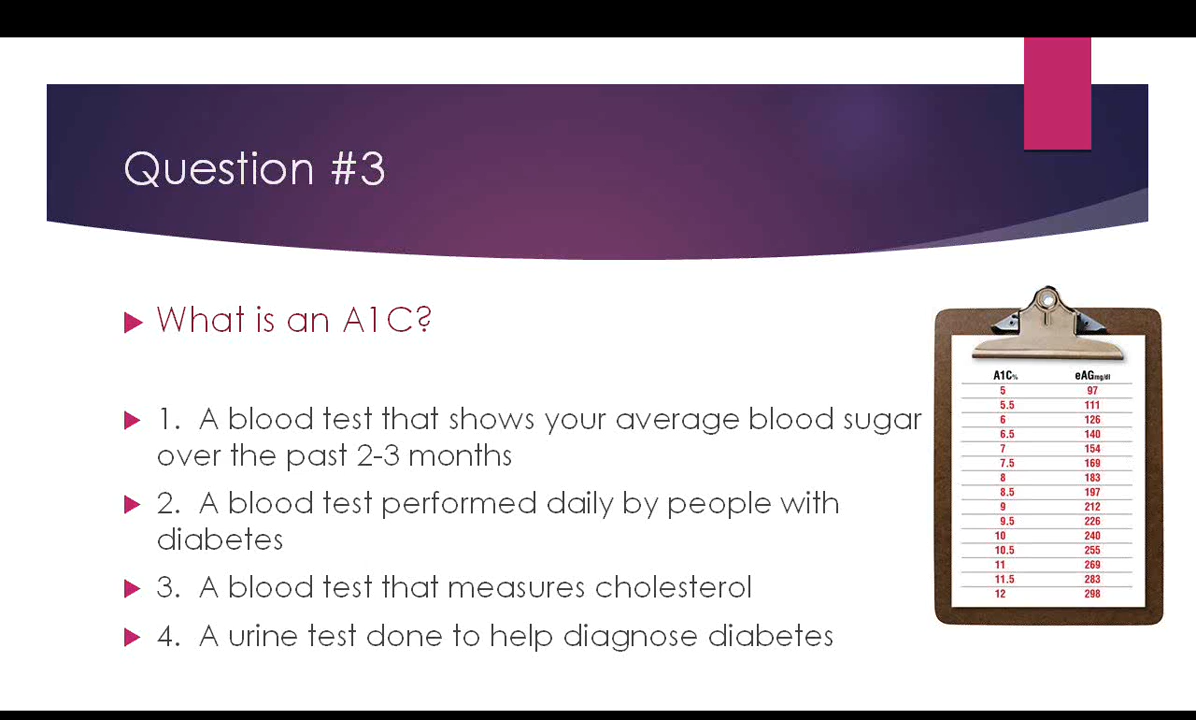 Question #3
What is an A1C?
1. A blood test that shows your average blood sugar
over the past 2-3 months
2. A blood test performed daily by people with
diabetes
3. A blood test that measures cholesterol
4. A urine test done to help diagnose diabetes
A1C% eAGmg/dl
5 97
5.5 111
6 126
6.5 140
7 154
7.5 169
8 183
8.5 197
9 212
9.5 226
10 240
10.5 255
11 269
11.5 283
12 298